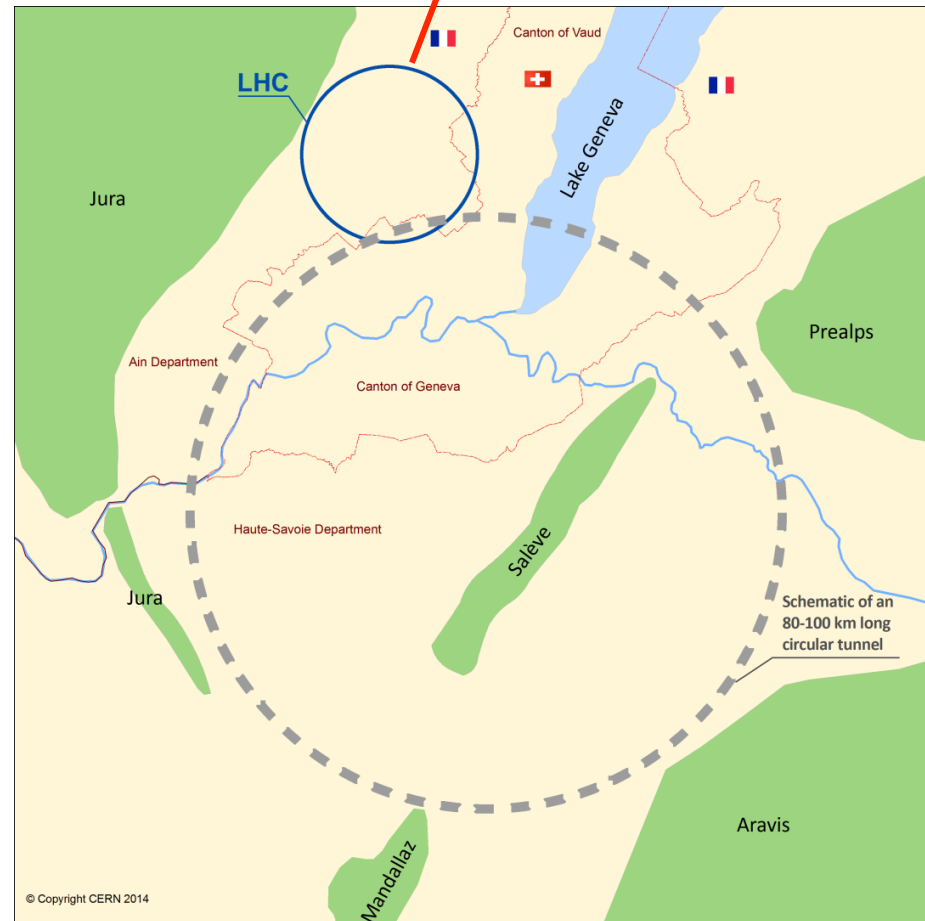 Canton of Vaud
LHC
Lake Geneva
Jura
Prealps
Ain Department
Canton of Geneva
Haute-Savoie Department
Salève
Jura
Schematic of an
80-100 km long
circular tunnel
Aravis
Mandallaz
© Copyright CERN 2014